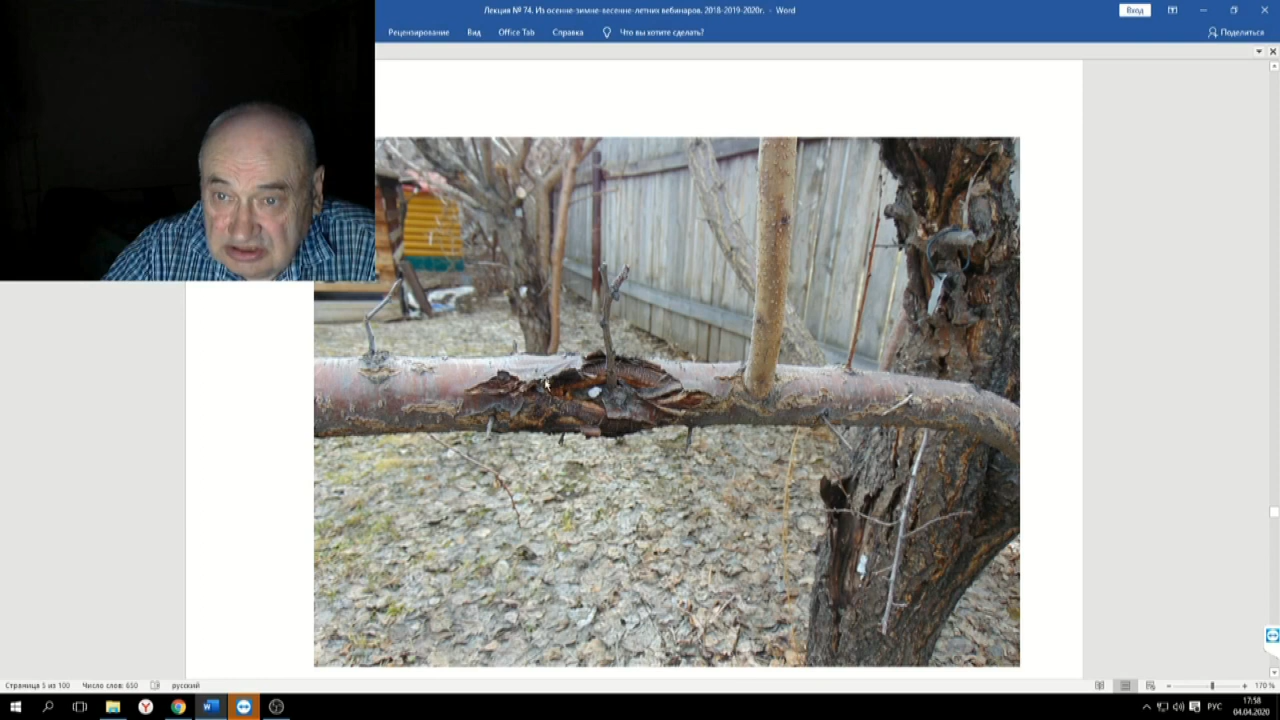 Лекция № 74. Из осенне-зимне-весенне-летних вебинаров. 2018-2019-2020г. - Word
Вход
Рецензирование Вид Office Tab Справка Что вы хотите сделать? Поделиться
Страница 5 из 100 Число слов: 650 русский 170 %
РУС 17:58
04.04.2020